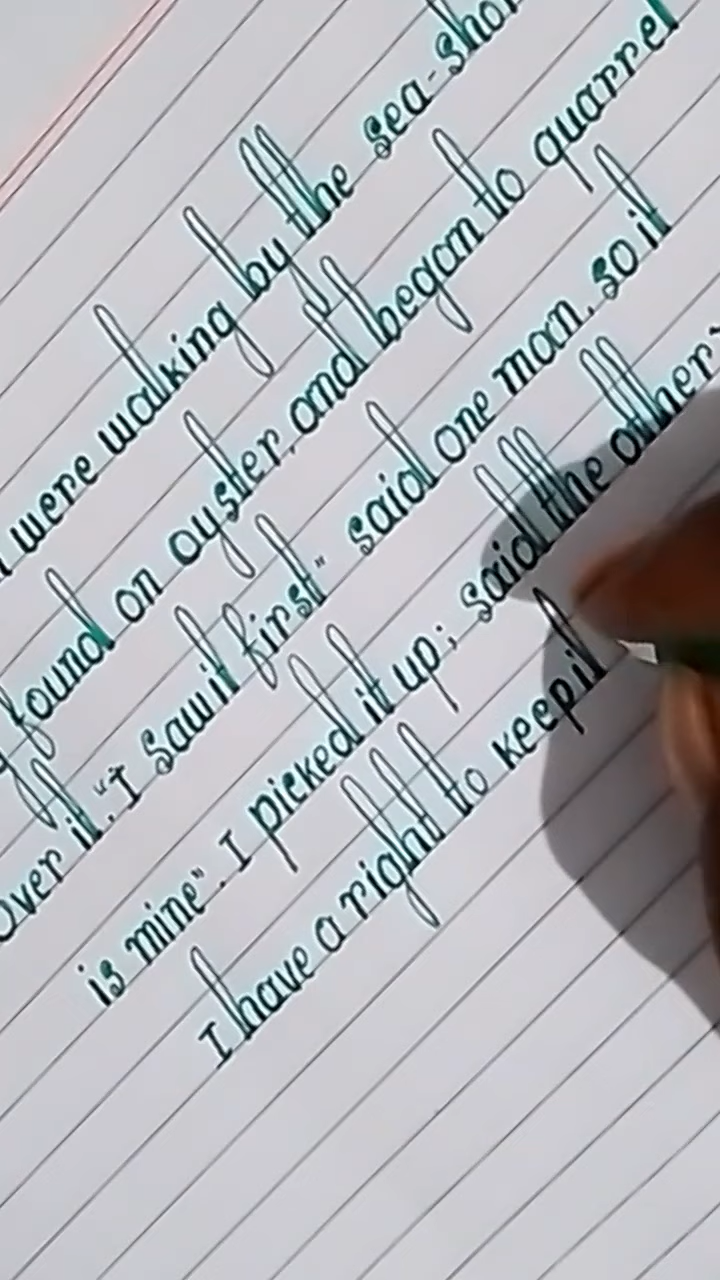 were walking by the sea-shor
found an oyster, and began to quarrel
Over it. "I saw it first" said one man. so it
is mine". I picked it up; said the other
I have a right to keep it